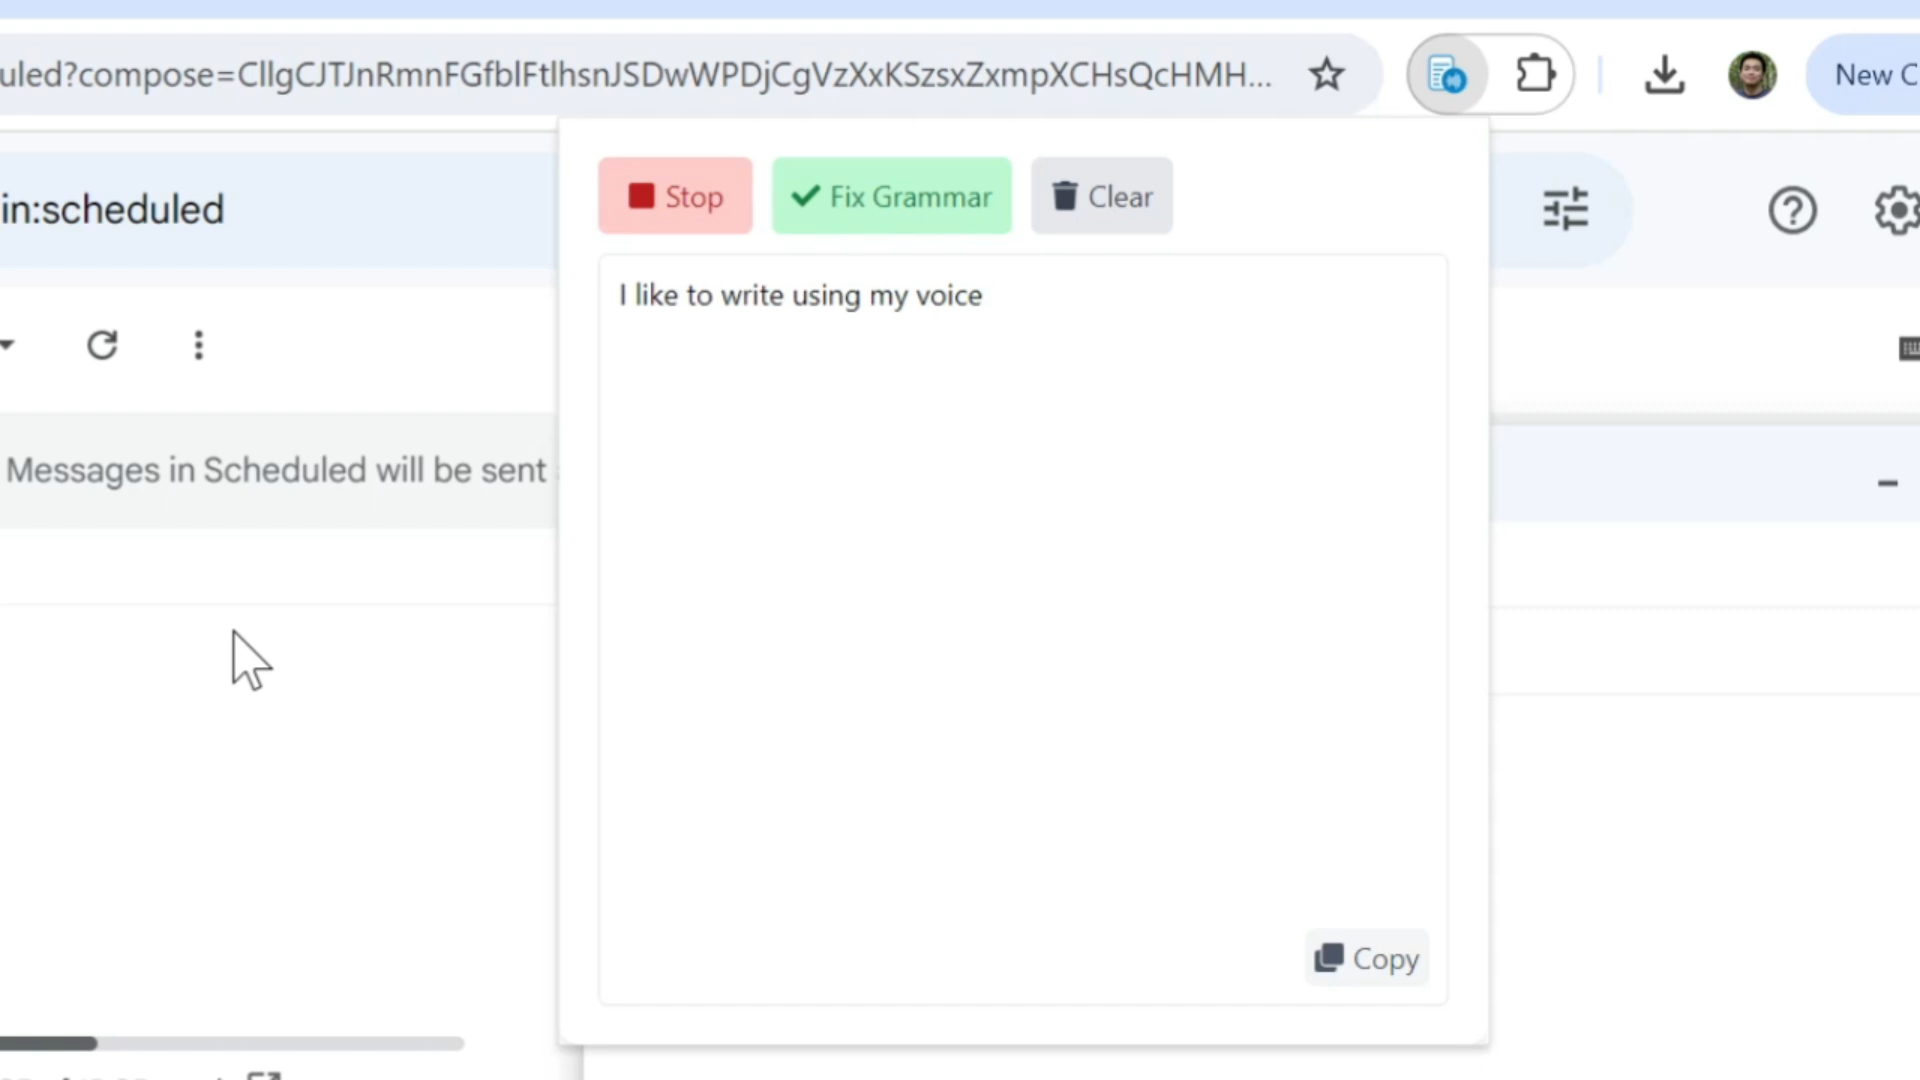 uled?compose=CllgCJTJnRmnFGfblFtlhsnJSDwWPDjCgVzXxKSzsxZxmpXCHsQcHMH...
New C
in:scheduled
Stop
Fix Grammar
Clear
I like to write using my voice
Messages in Scheduled will be sent
Copy